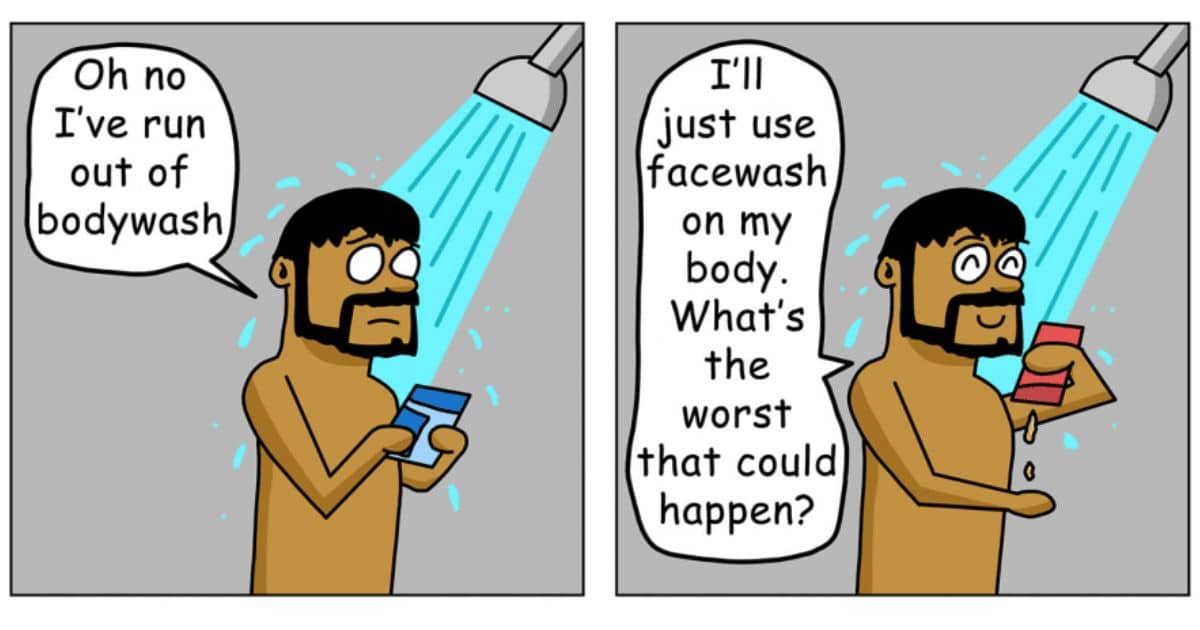 Oh no
I've run
out of
bodywash
I'll
just use
facewash
on my
body.
What's
the
worst
that could
happen?